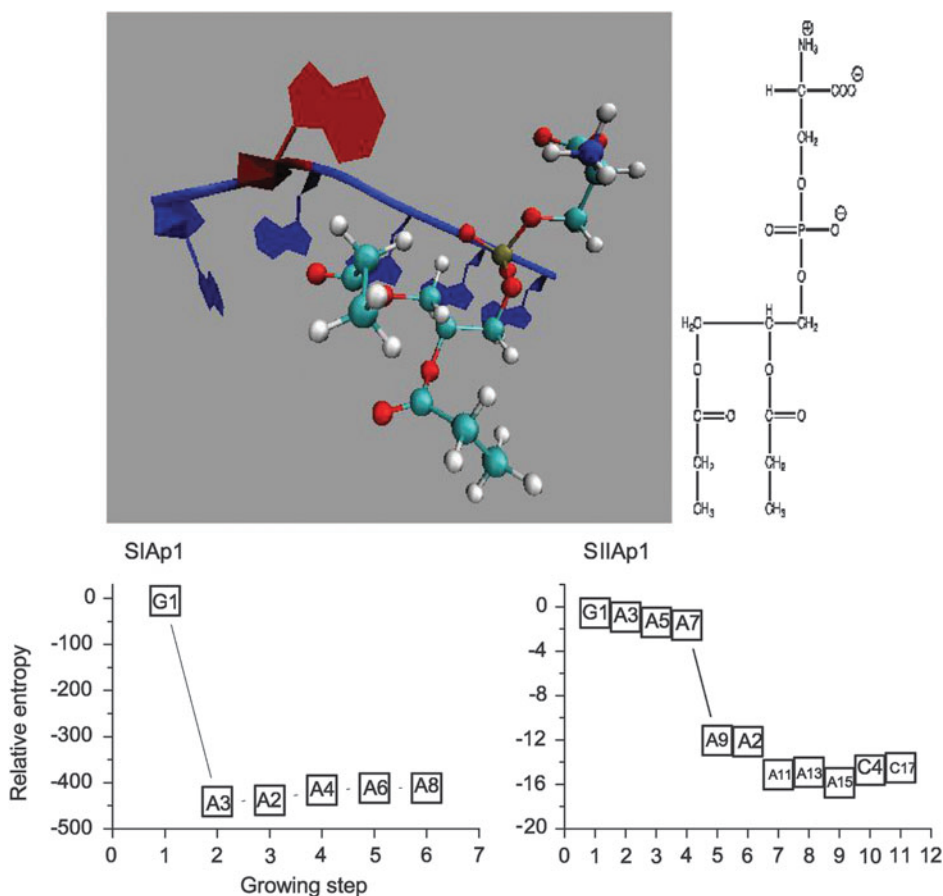 ⊕
NH3
H C COO ⊖
CH2
O
O P O ⊖
O
H2C H C CH2
O O
C O C O
CH2 CH2
CH3 CH3
SIAp1 SIIAp1
0
-100
-200
-300
-400
-500
G1
A3 A2 A4 A6 A8
0 1 2 3 4 5 6 7
Relative entropy
Growing step
0
-4
-8
-12
-16
-20
G1 A3 A5 A7
A9 A2
A11 A13 A15 C4 C17
0 1 2 3 4 5 6 7 8 9 10 11 12